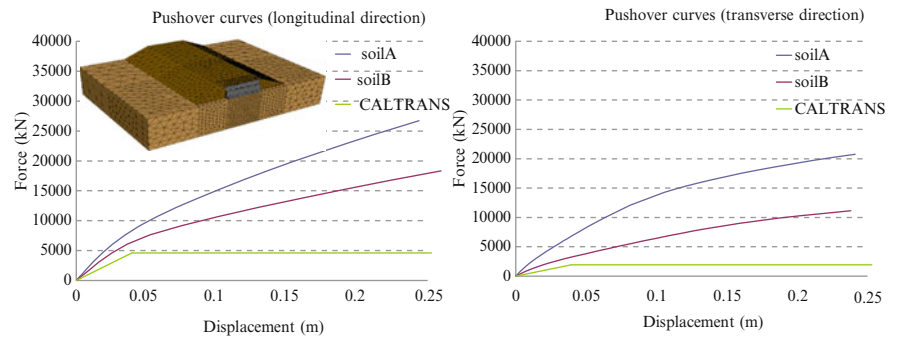 Pushover curves (longitudinal direction)
40000
35000
30000
25000
20000
15000
10000
5000
0
Force (kN)
soilA
soilB
CALTRANS
0
0.05
0.1
0.15
0.2
0.25
Displacement (m)
Pushover curves (transverse direction)
40000
35000
30000
25000
20000
15000
10000
5000
0
Force (kN)
soilA
soilB
CALTRANS
0
0.05
0.1
0.15
0.2
0.25
Displacement (m)